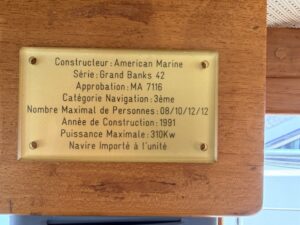 Constructeur: American Marine
Série: Grand Banks 42
Approbation: MA 7116
Catégorie Navigation: 3ème
Nombre Maximal de Personnes: 08/10/12/12
Année de Construction: 1991
Puissance Maximale: 310Kw
Navire Importé à l'unité